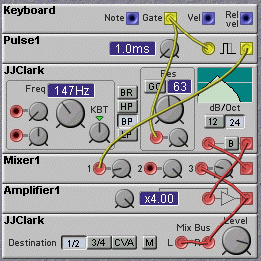 Keyboard
Note Gate Vel Rel vel
Pulse1
1.0ms
JJClark
Freq 147Hz
KBT
BR
HP
BP
LP
Res
GC 63
dB/Oct
12 24
B
Mixer1
1 2 3
Amplifier1
x4.00
JJClark
Mix Bus
Level
Destination 1/2 3/4 CVA M L R